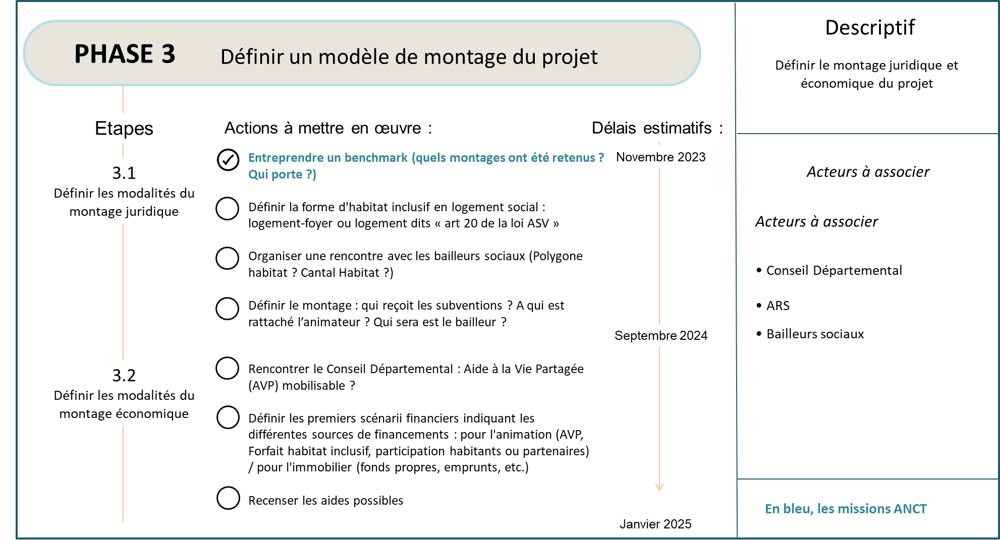 PHASE 3
Définir un modèle de montage du projet
Etapes
Actions à mettre en œuvre :
Délais estimatifs :
3.1
Définir les modalités du
montage juridique
Entreprendre un benchmark (quels montages ont été retenus ?
Qui porte ?)
Novembre 2023
Définir la forme d'habitat inclusif en logement social :
logement-foyer ou logement dits « art 20 de la loi ASV »
Organiser une rencontre avec les bailleurs sociaux (Polygone
habitat ? Cantal Habitat ?)
Définir le montage : qui reçoit les subventions ? A qui est
rattaché l’animateur ? Qui sera est le bailleur ?
Septembre 2024
3.2
Définir les modalités du
montage économique
Rencontrer le Conseil Départemental : Aide à la Vie Partagée
(AVP) mobilisable ?
Définir les premiers scénarii financiers indiquant les
différentes sources de financements : pour l'animation (AVP,
Forfait habitat inclusif, participation habitants ou partenaires)
/ pour l'immobilier (fonds propres, emprunts, etc.)
Recenser les aides possibles
Janvier 2025
Descriptif
Définir le montage juridique et
économique du projet
Acteurs à associer
Acteurs à associer
• Conseil Départemental
• ARS
• Bailleurs sociaux
En bleu, les missions ANCT